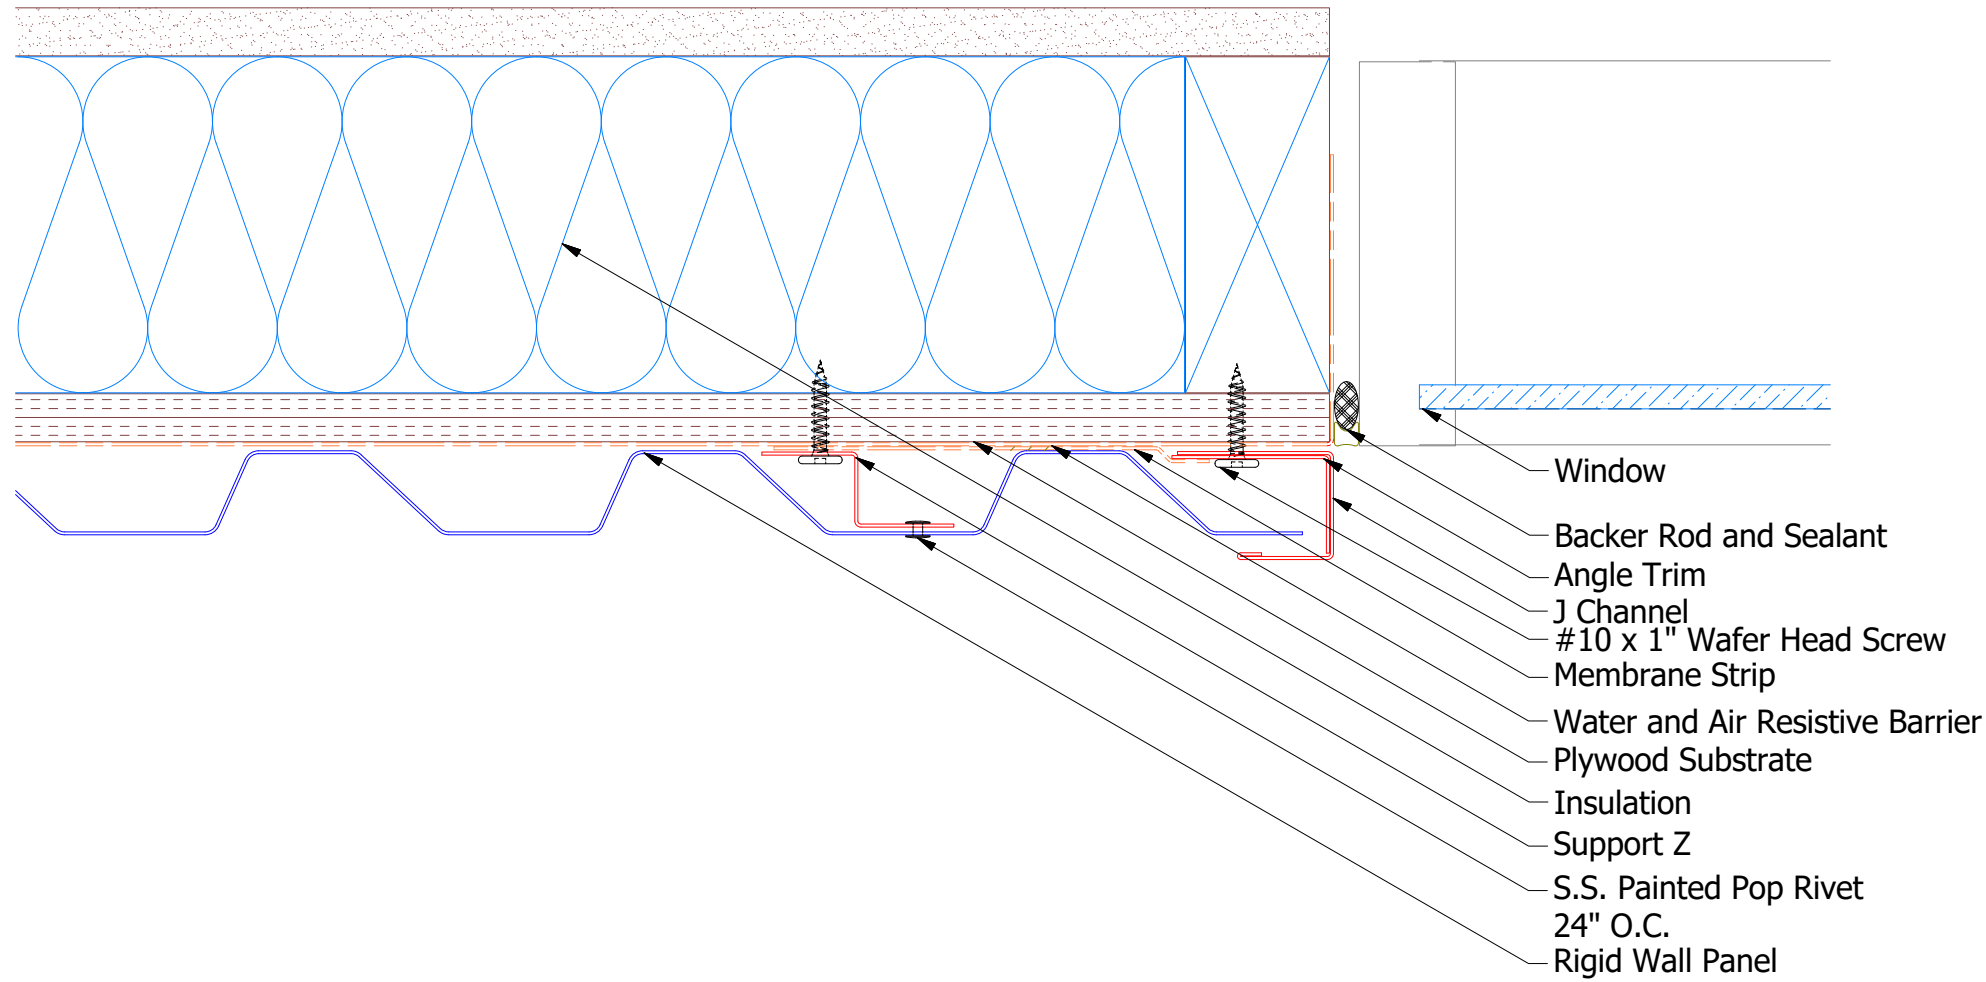 Window
Backer Rod and Sealant
Angle Trim
J Channel
#10 x 1" Wafer Head Screw
Membrane Strip
Water and Air Resistive Barrier
Plywood Substrate
Insulation
Support Z
S.S. Painted Pop Rivet
24" O.C.
Rigid Wall Panel